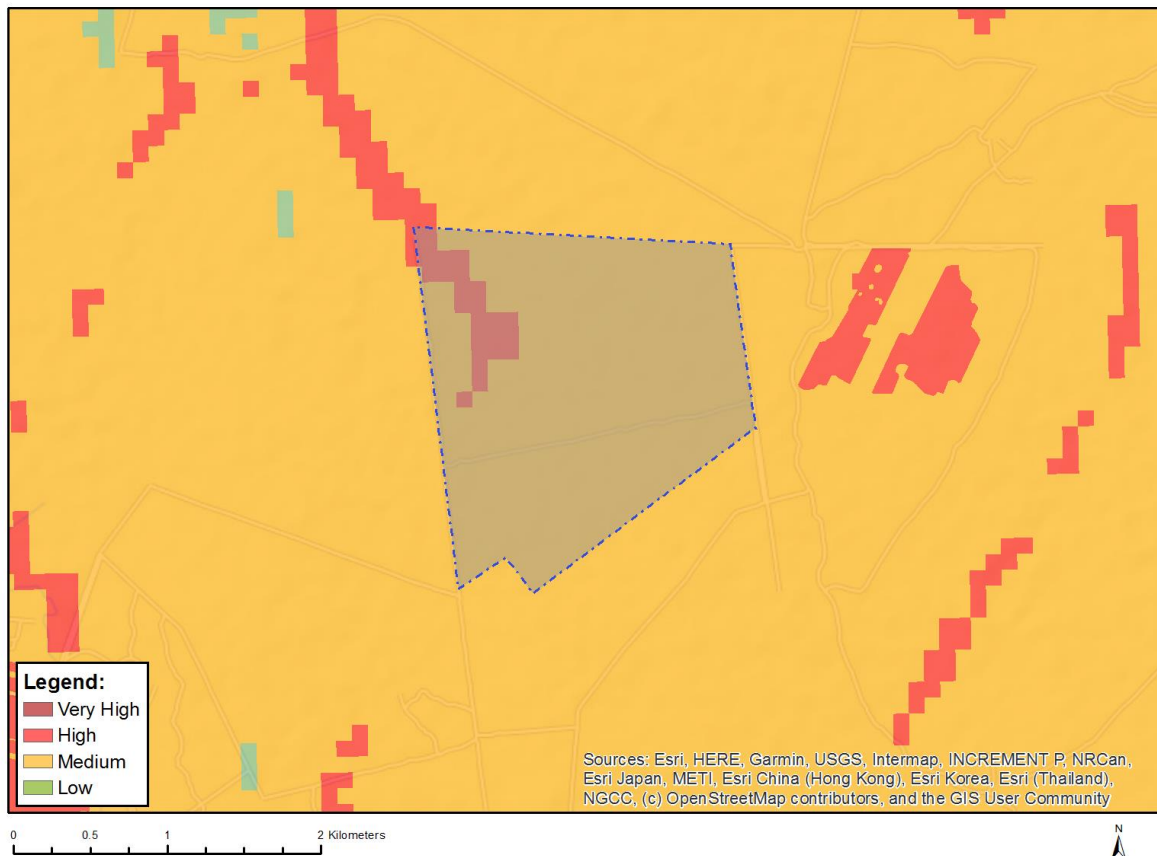 Legend:
Very High
High
Medium
Low
Sources: Esri, HERE, Garmin, USGS, Intermap, INCREMENT P, NRCan,
Esri Japan, METI, Esri China (Hong Kong), Esri Korea, Esri (Thailand),
NGCC, (c) OpenStreetMap contributors, and the GIS User Community
0 0.5 1 2 Kilometers
N